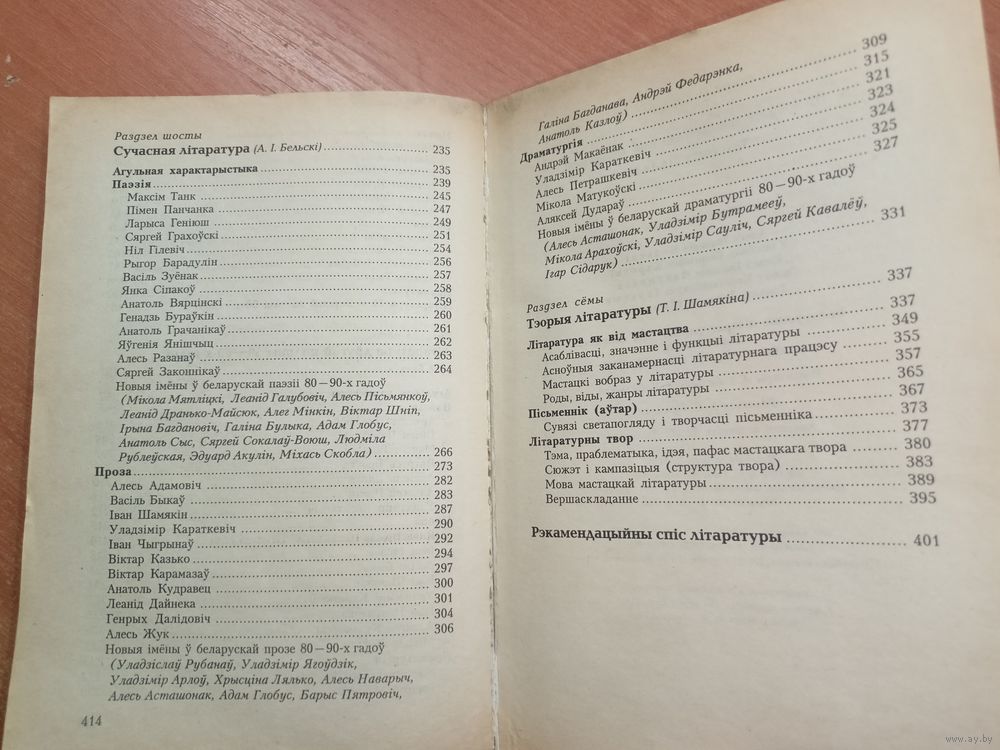 Раздзел шосты
Сучасная літаратура (А. І. Бельскі) ........ 235
Агульная характарыстыка ........ 235
Паэзія ........ 239
Максім Танк ........ 245
Пімен Панчанка ........ 247
Ларыса Геніюш ........ 249
Сяргей Грахоўскі ........ 251
Ніл Гілевіч ........ 254
Рыгор Барадулін ........ 256
Васіль Зуёнак ........ 257
Янка Сіпакоў ........ 258
Анатоль Вярцінскі ........ 259
Генадзь Бураўкін ........ 260
Анатоль Грачанікаў ........ 261
Яўгенія Янішчыц ........ 262
Алесь Разанаў ........ 263
Сяргей Законнікаў ........ 264
Новыя імёны ў беларускай паэзіі 80—90-х гадоў
(Мікола Мятліцкі, Леанід Галубовіч, Алесь Пісьмянкоў,
Леанід Дранько-Майсюк, Алег Мінкін, Віктар Шніп,
Ірына Багдановіч, Галіна Булыка, Адам Глобус,
Анатоль Сыс, Сяргей Сокалаў-Воюш, Людміла
Рублеўская, Эдуард Акулін, Міхась Скобла) ........ 266
Проза ........ 273
Алесь Адамовіч ........ 282
Васіль Быкаў ........ 283
Іван Шамякін ........ 287
Уладзімір Караткевіч ........ 290
Іван Чыгрынаў ........ 292
Віктар Казько ........ 294
Віктар Карамазаў ........ 297
Анатоль Кудравец ........ 300
Леанід Дайнека ........ 301
Генрых Далідовіч ........ 304
Алесь Жук ........ 306
Новыя імёны ў беларускай прозе 80—90-х гадоў
(Уладзіслаў Рубанаў, Уладзімір Ягоўдзік,
Уладзімір Арлоў, Хрысціна Лялько, Алесь Наварыч,
Алесь Асташонак, Адам Глобус, Барыс Пятровіч,
414
Галіна Багданава, Андрэй Федарэнка,
Анатоль Казлоў) ........ 309
Драматургія ........ 315
Андрэй Макаёнак ........ 321
Уладзімір Караткевіч ........ 323
Алесь Петрашкевіч ........ 324
Мікола Матукоўскі ........ 325
Аляксей Дудараў ........ 327
Новыя імёны ў беларускай драматургіі 80—90-х гадоў
(Алесь Асташонак, Уладзімір Бутрамееў,
Мікола Арахоўскі, Уладзімір Сауліч, Сяргей Кавалёў,
Ігар Сідарук) ........ 331
Раздзел сёмы
Тэорыя літаратуры (Т. І. Шамякіна) ........ 337
Літаратура як від мастацтва ........ 337
Асаблівасці, значэнне і функцыі літаратуры ........ 349
Асноўныя заканамернасці літаратурнага працэсу ........ 355
Мастацкі вобраз у літаратуры ........ 357
Роды, віды, жанры літаратуры ........ 365
Пісьменнік (аўтар) ........ 367
Сувязі светапогляду і творчасці пісьменніка ........ 373
Літаратурны твор ........ 377
Тэма, праблематыка, ідэя, пафас мастацкага твора ........ 380
Сюжэт і кампазіцыя (структура твора) ........ 383
Мова мастацкай літаратуры ........ 389
Вершаскладанне ........ 395
Рэкамендацыйны спіс літаратуры ........ 401
www.ay.by